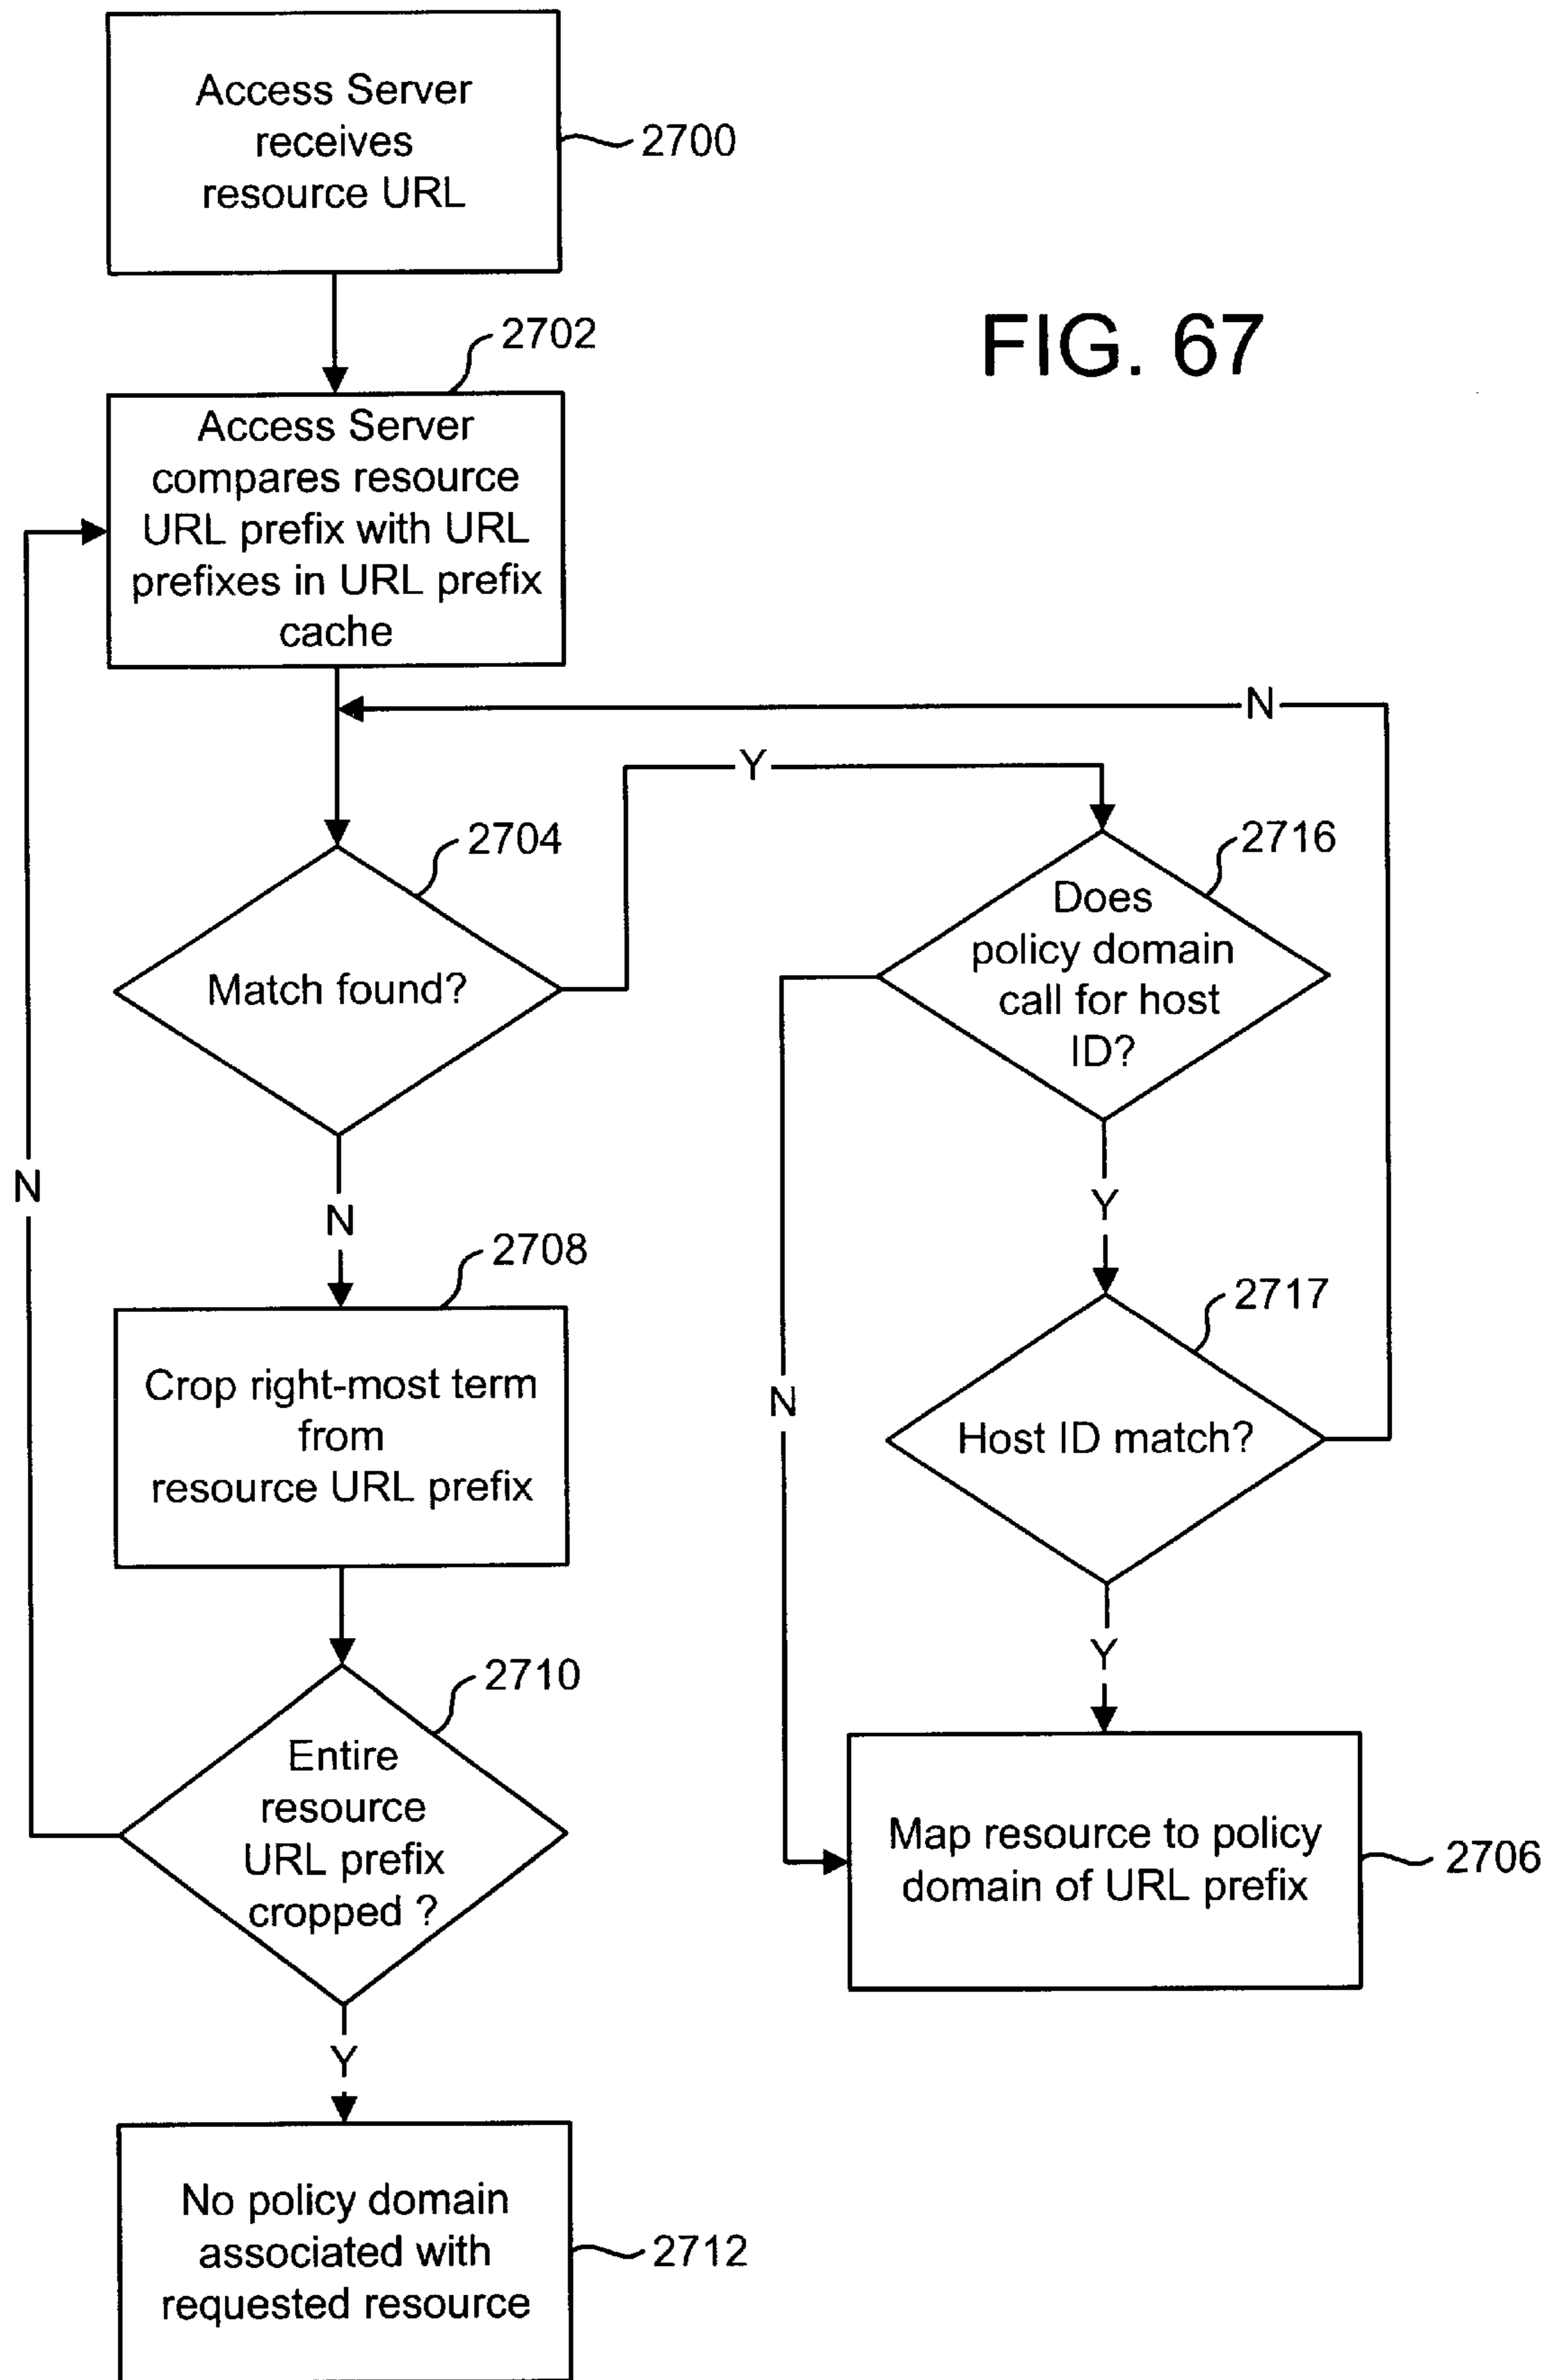 Access Server
receives
resource URL
2700
FIG. 67
2702
Access Server
compares resource
URL prefix with URL
prefixes in URL prefix
cache
N
Y
2704
Match found?
2716
Does
policy domain
call for host
ID?
N
N
Y
N
2708
Crop right-most term
from
resource URL prefix
2717
Host ID match?
Y
2710
Entire
resource
URL prefix
cropped ?
Map resource to policy
domain of URL prefix
2706
Y
No policy domain
associated with
requested resource
2712